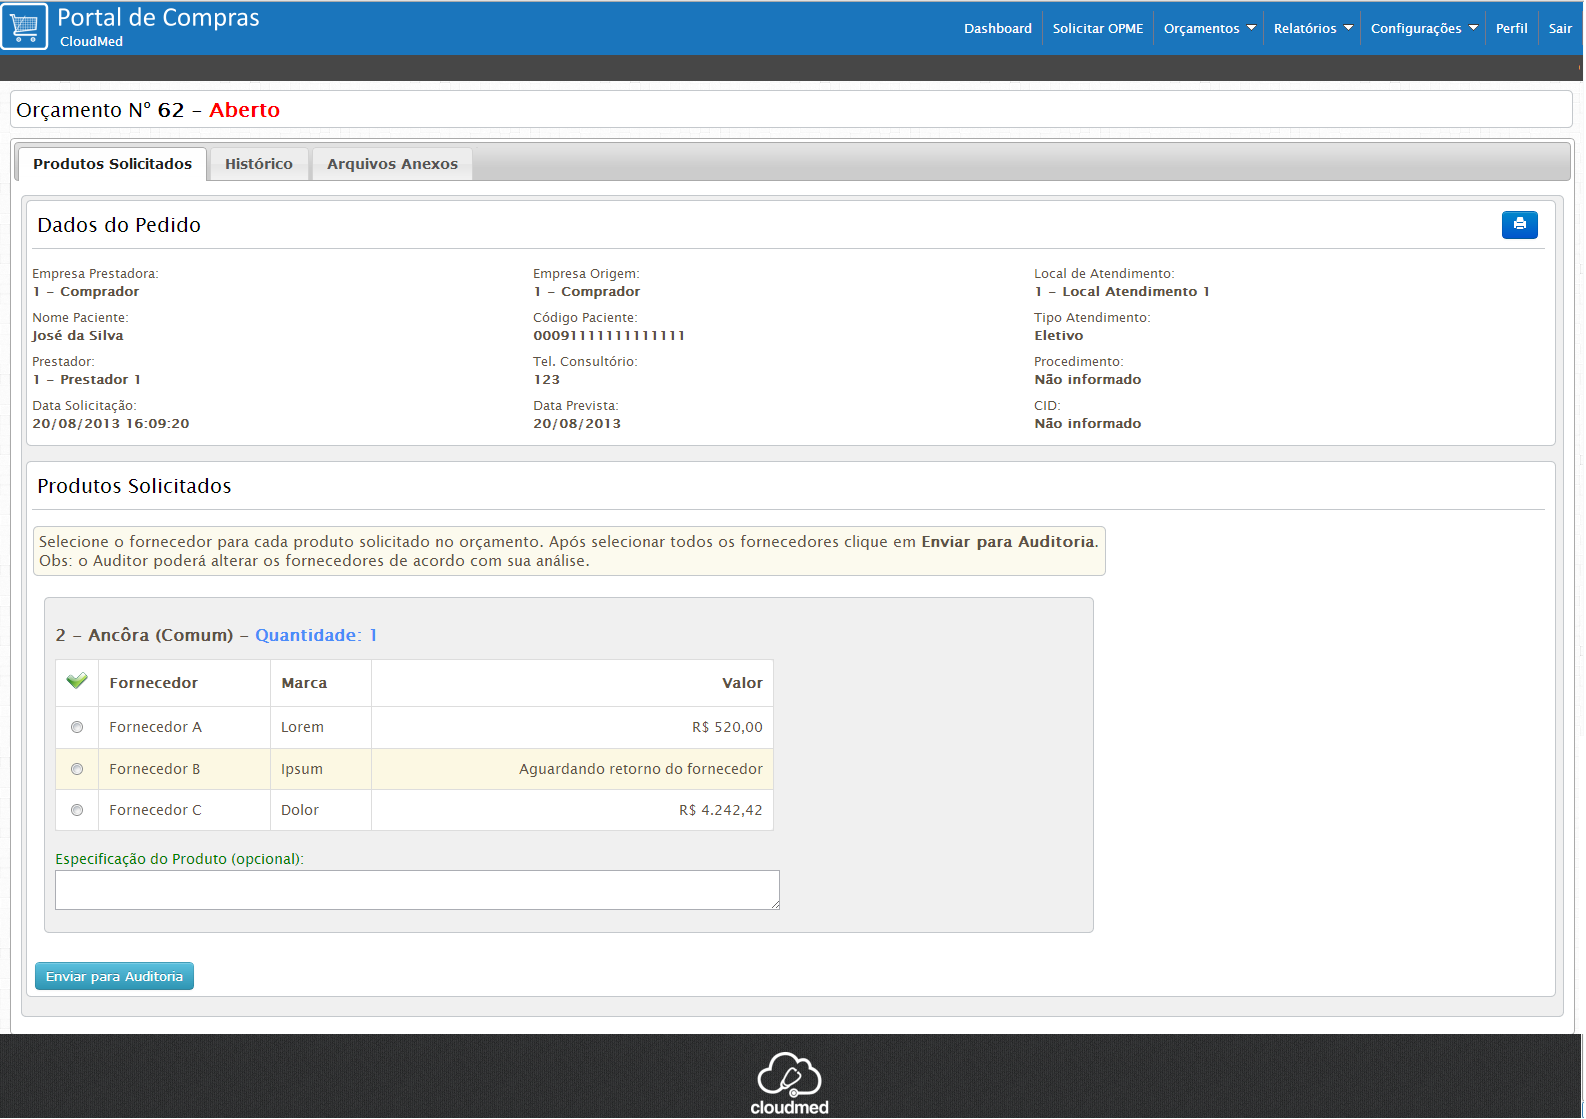 Portal de Compras
CloudMed
Dashboard
Solicitar OPME
Orçamentos
Relatórios
Configurações
Perfil
Sair
Orçamento Nº 62 - Aberto
Produtos Solicitados
Histórico
Arquivos Anexos
Dados do Pedido
Empresa Prestadora:
1 - Comprador
Empresa Origem:
1 - Comprador
Local de Atendimento:
1 - Local Atendimento 1
Nome Paciente:
José da Silva
Código Paciente:
00091111111111111
Tipo Atendimento:
Eletivo
Prestador:
1 - Prestador 1
Tel. Consultório:
123
Procedimento:
Não informado
Data Solicitação:
20/08/2013 16:09:20
Data Prevista:
20/08/2013
CID:
Não informado
Produtos Solicitados
Selecione o fornecedor para cada produto solicitado no orçamento. Após selecionar todos os fornecedores clique em Enviar para Auditoria.
Obs: o Auditor poderá alterar os fornecedores de acordo com sua análise.
2 - Ancôra (Comum) - Quantidade: 1
Fornecedor Marca Valor
Fornecedor A Lorem R$ 520,00
Fornecedor B Ipsum Aguardando retorno do fornecedor
Fornecedor C Dolor R$ 4.242,42
Especificação do Produto (opcional):
Enviar para Auditoria
cloudmed